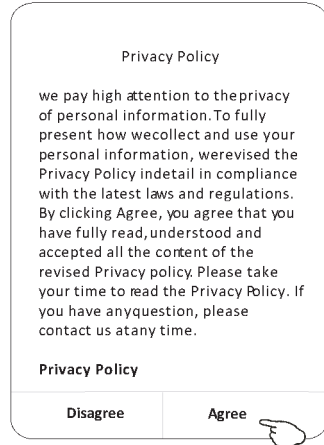 Privacy Policy
we pay high attention to theprivacy
of personal information. To fully
present how wecollect and use your
personal information, werevised the
Privacy Policy indetail in compliance
with the latest laws and regulations.
By clicking Agree, you agree that you
have fully read, understood and
accepted all the content of the
revised Privacy policy. Please take
your time to read the Privacy Policy. If
you have anyquestion, please
contact us atany time.
Privacy Policy
Disagree Agree